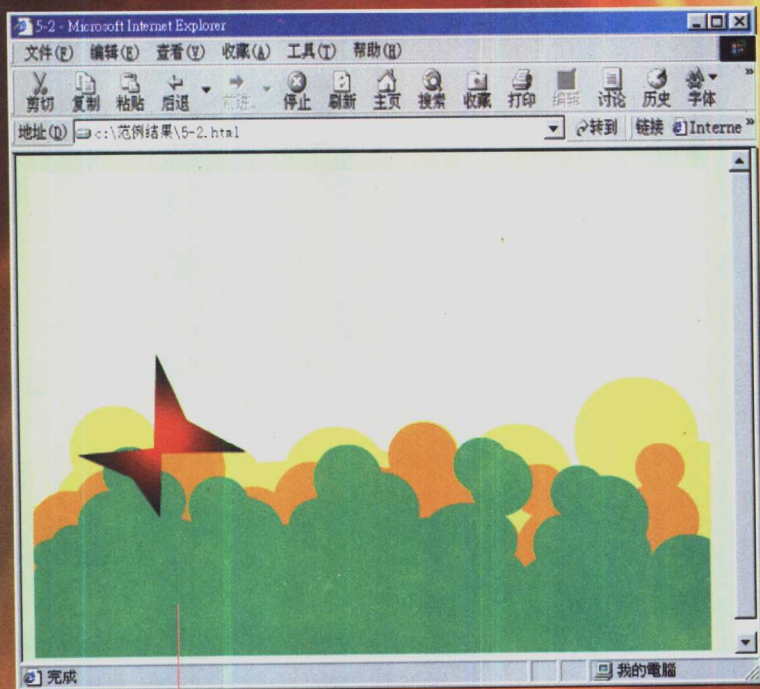 5-2 - Microsoft Internet Explorer
文件(F) 编辑(E) 查看(V) 收藏(A) 工具(T) 帮助(H)
剪切 复制 粘贴 后退 前进 停止 刷新 主页 搜索 收藏 打印 编辑 讨论 历史 字体 »
地址(D) c:\范例结果\5-2.html 转到 链接 Interne »
完成 我的電腦